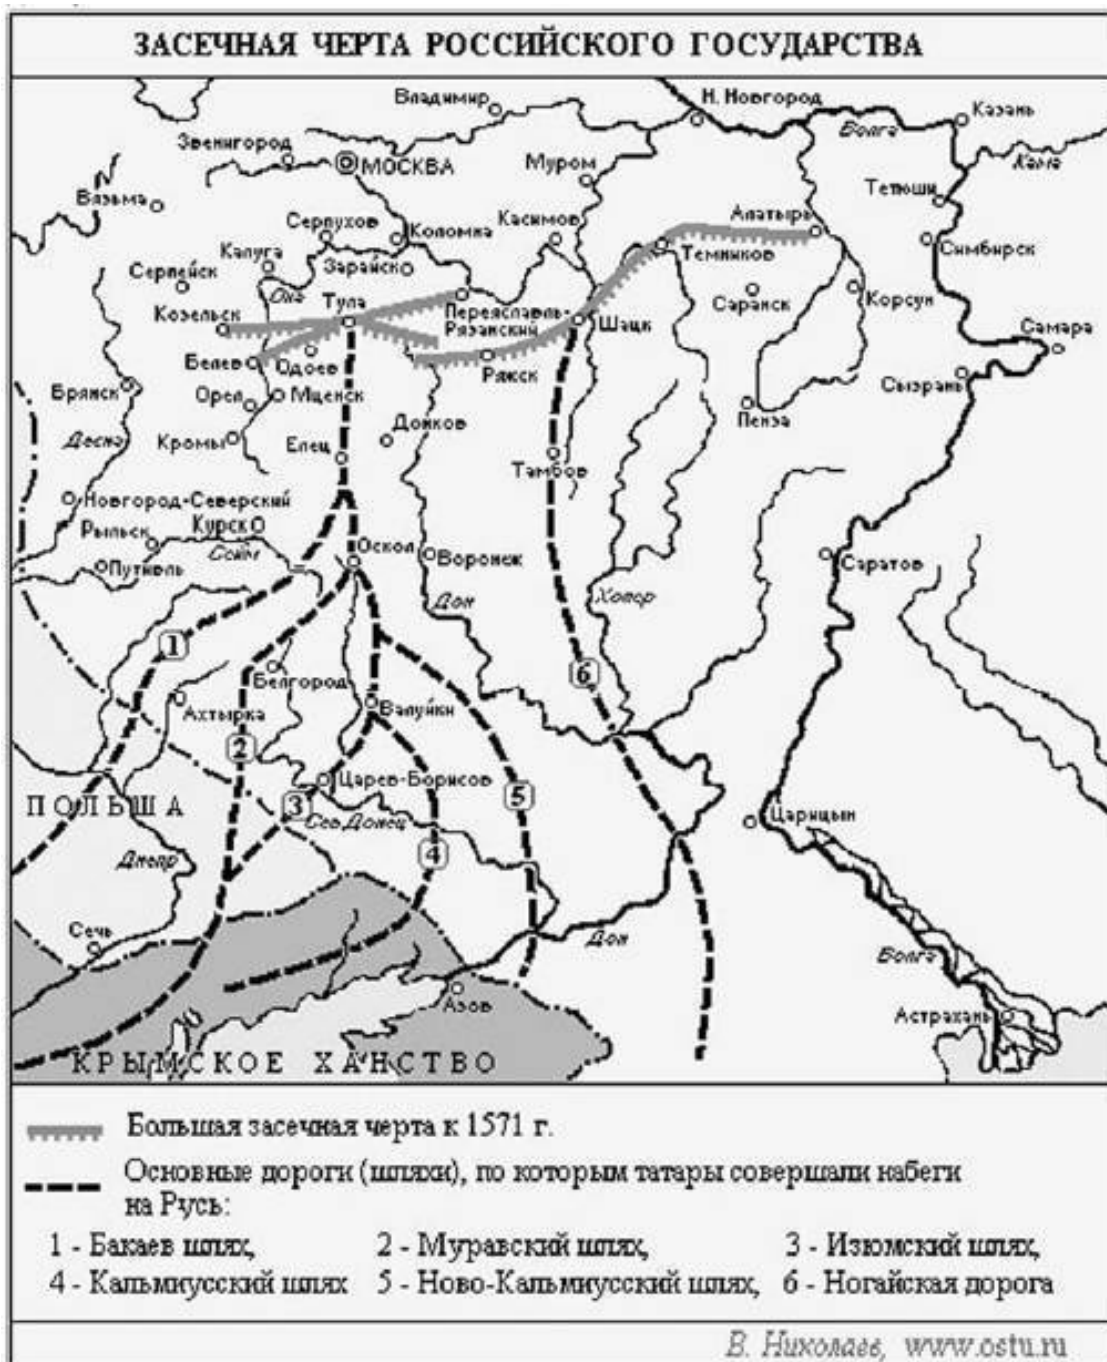 ЗАСЕЧНАЯ ЧЕРТА РОССИЙСКОГО ГОСУДАРСТВА
Владимир
Н. Новгород
Казань
Волга
Звенигород
МОСКВА
Муром
Кама
Вязьма
Тетюши
Серпухов
Коломна
Касимов
Алатырь
Симбирск
Калуга
Зарайск
Темников
Серпейск
Ока
Саранск
Корсун
Козельск
Тула
Переяславль-
Рязанский
Шацк
Самара
Белев
Одоев
Ряжск
Сызрань
Брянск
Орел
Мценск
Пенза
Десна
Кромы
Елец
Донков
Тамбов
Новгород-Северский
Рыльск
Курск
Оскол
Сейм
Воронеж
Саратов
Путивль
Дон
Хопер
1
6
Белгород
Ахтырка
Валуйки
2
Царев-Борисов
ПОЛЬША
3
Сев. Донец
5
Царицын
Днепр
4
Сечь
Дон
Волга
Азов
Астрахань
КРЫМСКОЕ ХАНСТВО
Большая засечная черта к 1571 г.
Основные дороги (шляхи), по которым татары совершали набеги
на Русь:
1 - Бакаев шлях, 2 - Муравский шлях, 3 - Изюмский шлях,
4 - Кальмиусский шлях 5 - Ново-Кальмиусский шлях, 6 - Ногайская дорога
В. Николаев, www.ostu.ru